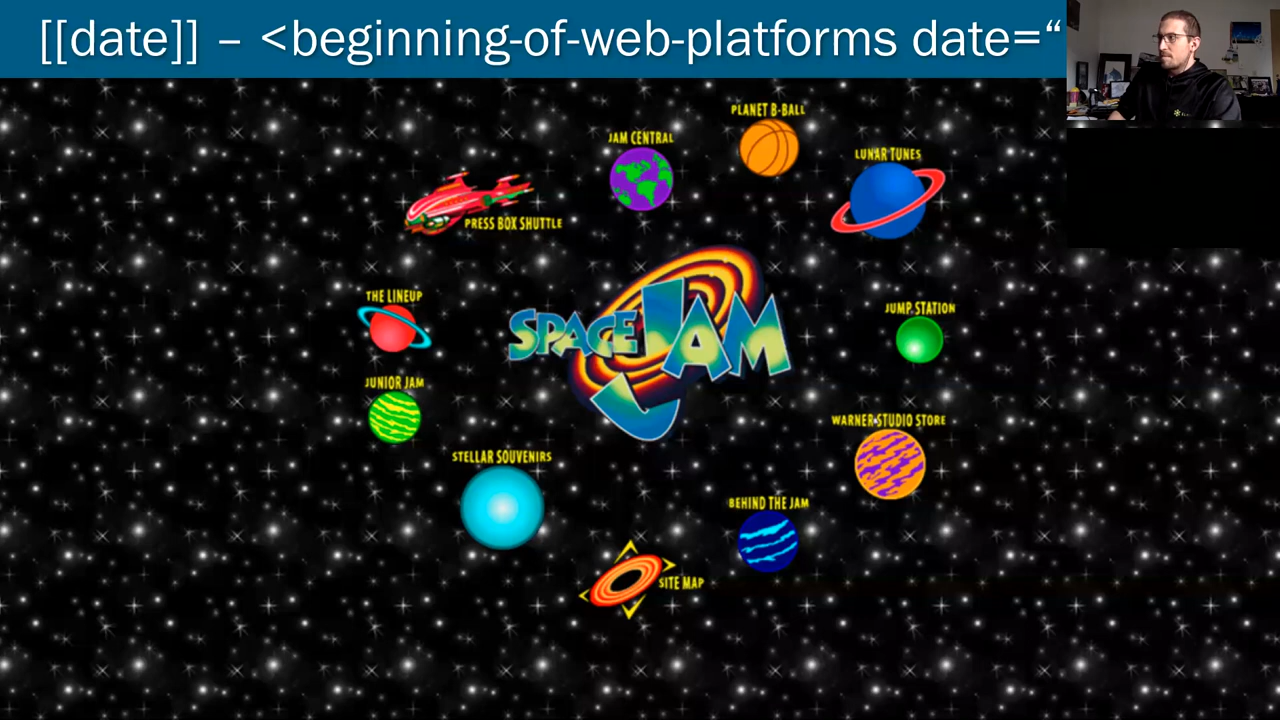 [[date]] – <beginning-of-web-platforms date=“
PLANET B-BALL
JAM CENTRAL
LUNAR TUNES
PRESS BOX SHUTTLE
THE LINEUP
JUMP STATION
SPACE JAM
JUNIOR JAM
WARNER STUDIO STORE
STELLAR SOUVENIRS
BEHIND THE JAM
SITE MAP